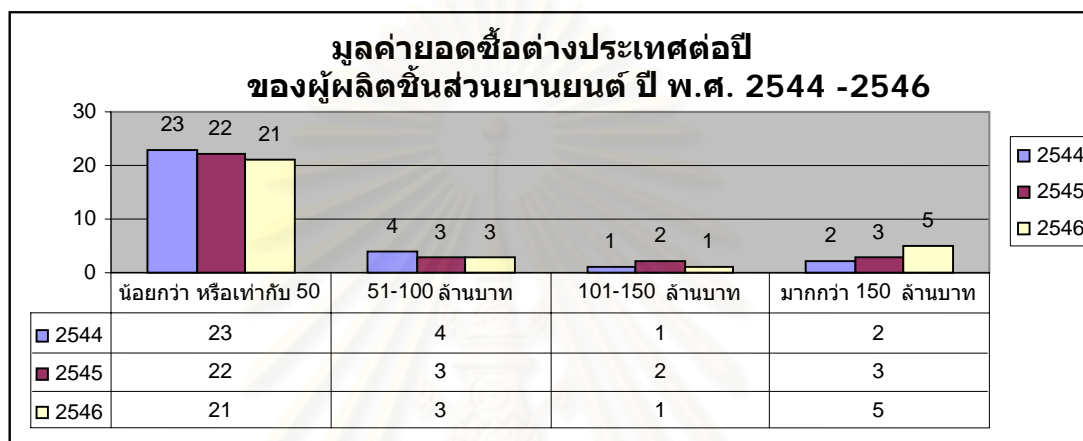 มูลค่ายอดซื้อต่างประเทศต่อปี
ของผู้ผลิตชิ้นส่วนยานยนต์ ปี พ.ศ. 2544 -2546
30
20
10
0
23 22 21
4 3 3
1 2 1
2 3 5
2544
2545
2546
น้อยกว่า หรือเท่ากับ 50 51-100 ล้านบาท 101-150 ล้านบาท มากกว่า 150 ล้านบาท
2544 23 4 1 2
2545 22 3 2 3
2546 21 3 1 5